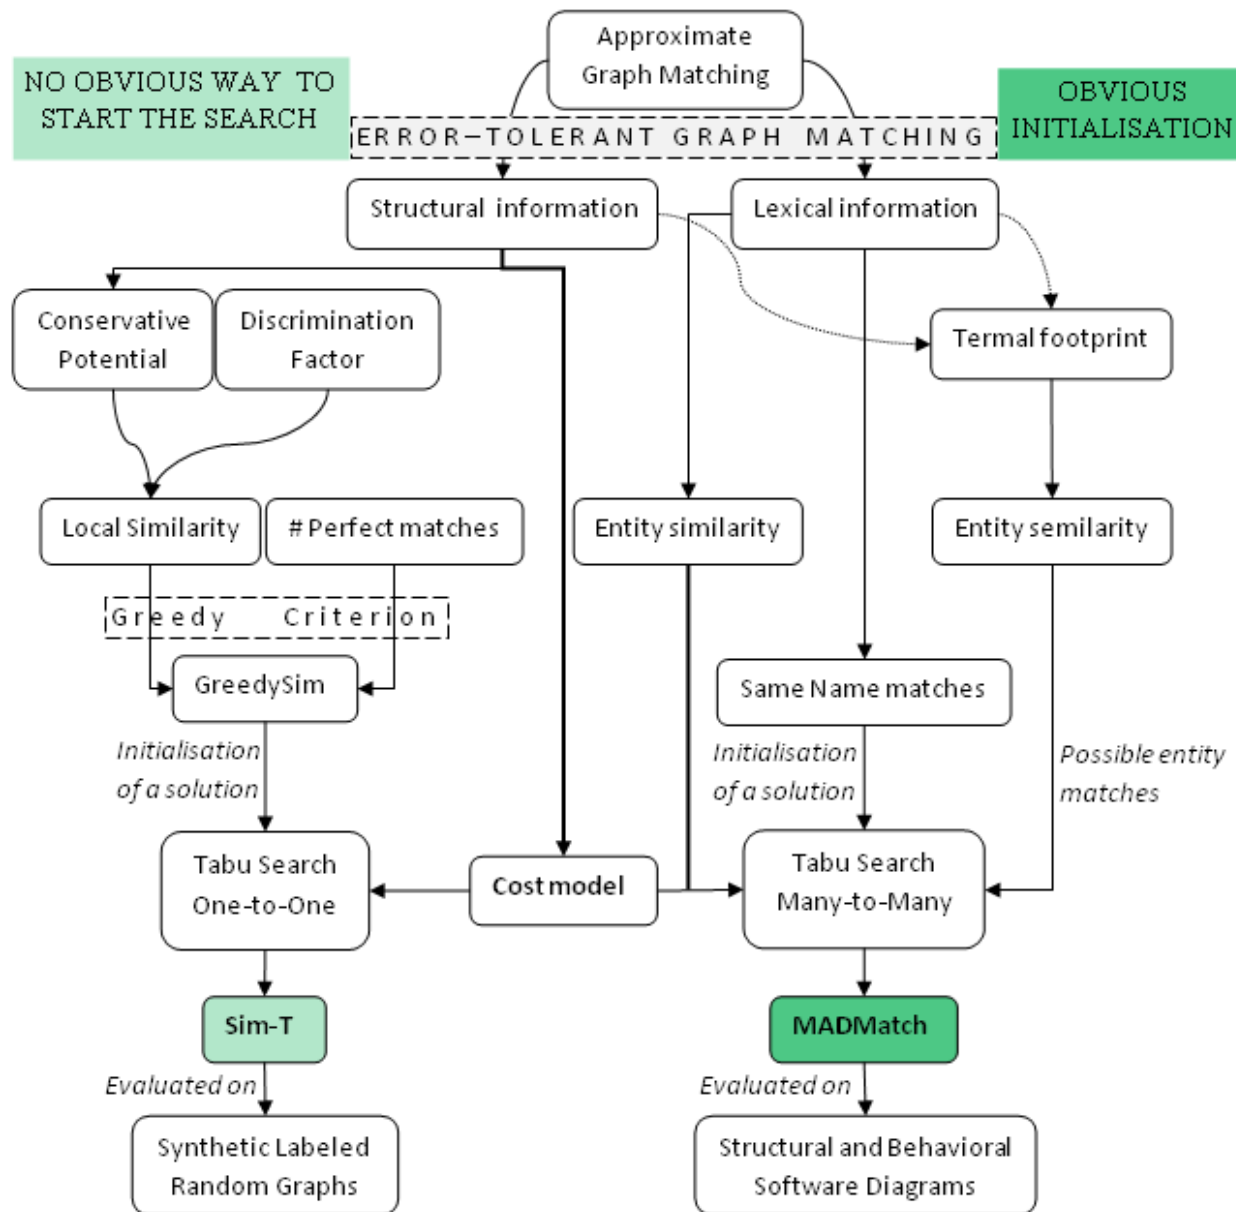 Approximate
Graph Matching
NO OBVIOUS WAY TO
START THE SEARCH
OBVIOUS
INITIALISATION
ERROR-TOLERANT GRAPH MATCHING
Structural information
Lexical information
Conservative
Potential
Discrimination
Factor
Termal footprint
Local Similarity
# Perfect matches
Entity similarity
Entity semilarity
Greedy Criterion
GreedySim
Same Name matches
Initialisation
of a solution
Initialisation
of a solution
Possible entity
matches
Tabu Search
One-to-One
Cost model
Tabu Search
Many-to-Many
Sim-T
MADMatch
Evaluated on
Evaluated on
Synthetic Labeled
Random Graphs
Structural and Behavioral
Software Diagrams